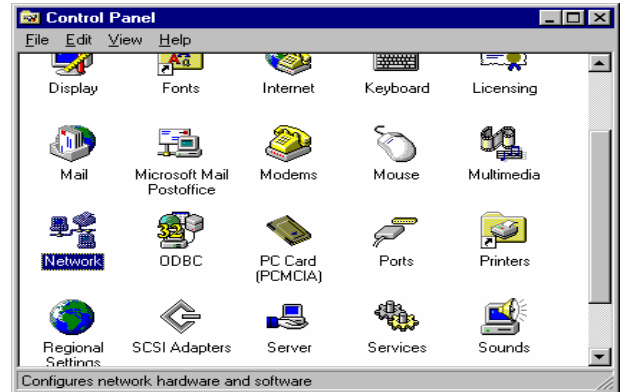 Control Panel
File Edit View Help
Display Fonts Internet Keyboard Licensing
Mail Microsoft Mail Modems Mouse Multimedia
Postoffice
Network ODBC PC Card Ports Printers
(PCMCIA)
Regional SCSI Adapters Server Services Sounds
Settings
Configures network hardware and software